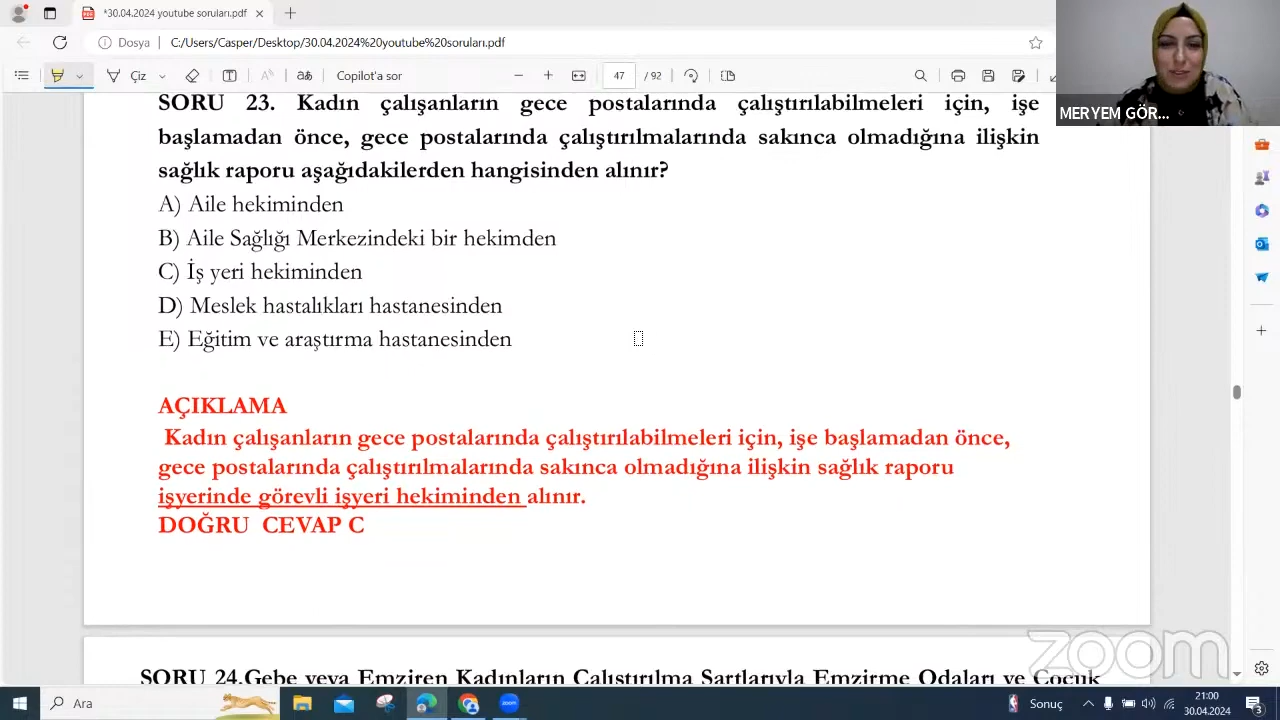 *30.04.2024 youtube soruları.pdf
Dosya
C:/Users/Casper/Desktop/30.04.2024%20youtube%20soruları.pdf
Çiz
Copilot'a sor
47 /92
MERYEM GÖR...
SORU 23. Kadın çalışanların gece postalarında çalıştırılabilmeleri için, işe
başlamadan önce, gece postalarında çalıştırılmalarında sakınca olmadığına ilişkin
sağlık raporu aşağıdakilerden hangisinden alınır?
A) Aile hekiminden
B) Aile Sağlığı Merkezindeki bir hekimden
C) İş yeri hekiminden
D) Meslek hastalıkları hastanesinden
E) Eğitim ve araştırma hastanesinden
AÇIKLAMA
Kadın çalışanların gece postalarında çalıştırılabilmeleri için, işe başlamadan önce,
gece postalarında çalıştırılmalarında sakınca olmadığına ilişkin sağlık raporu
işyerinde görevli işyeri hekiminden alınır.
DOĞRU CEVAP C
zoom
SORU 24.Gebe veya Emziren Kadınların Çalıştırılma Şartlarıyla Emzirme Odaları ve Çocuk
Ara
zoom
Sonuç
21:00
30.04.2024
3